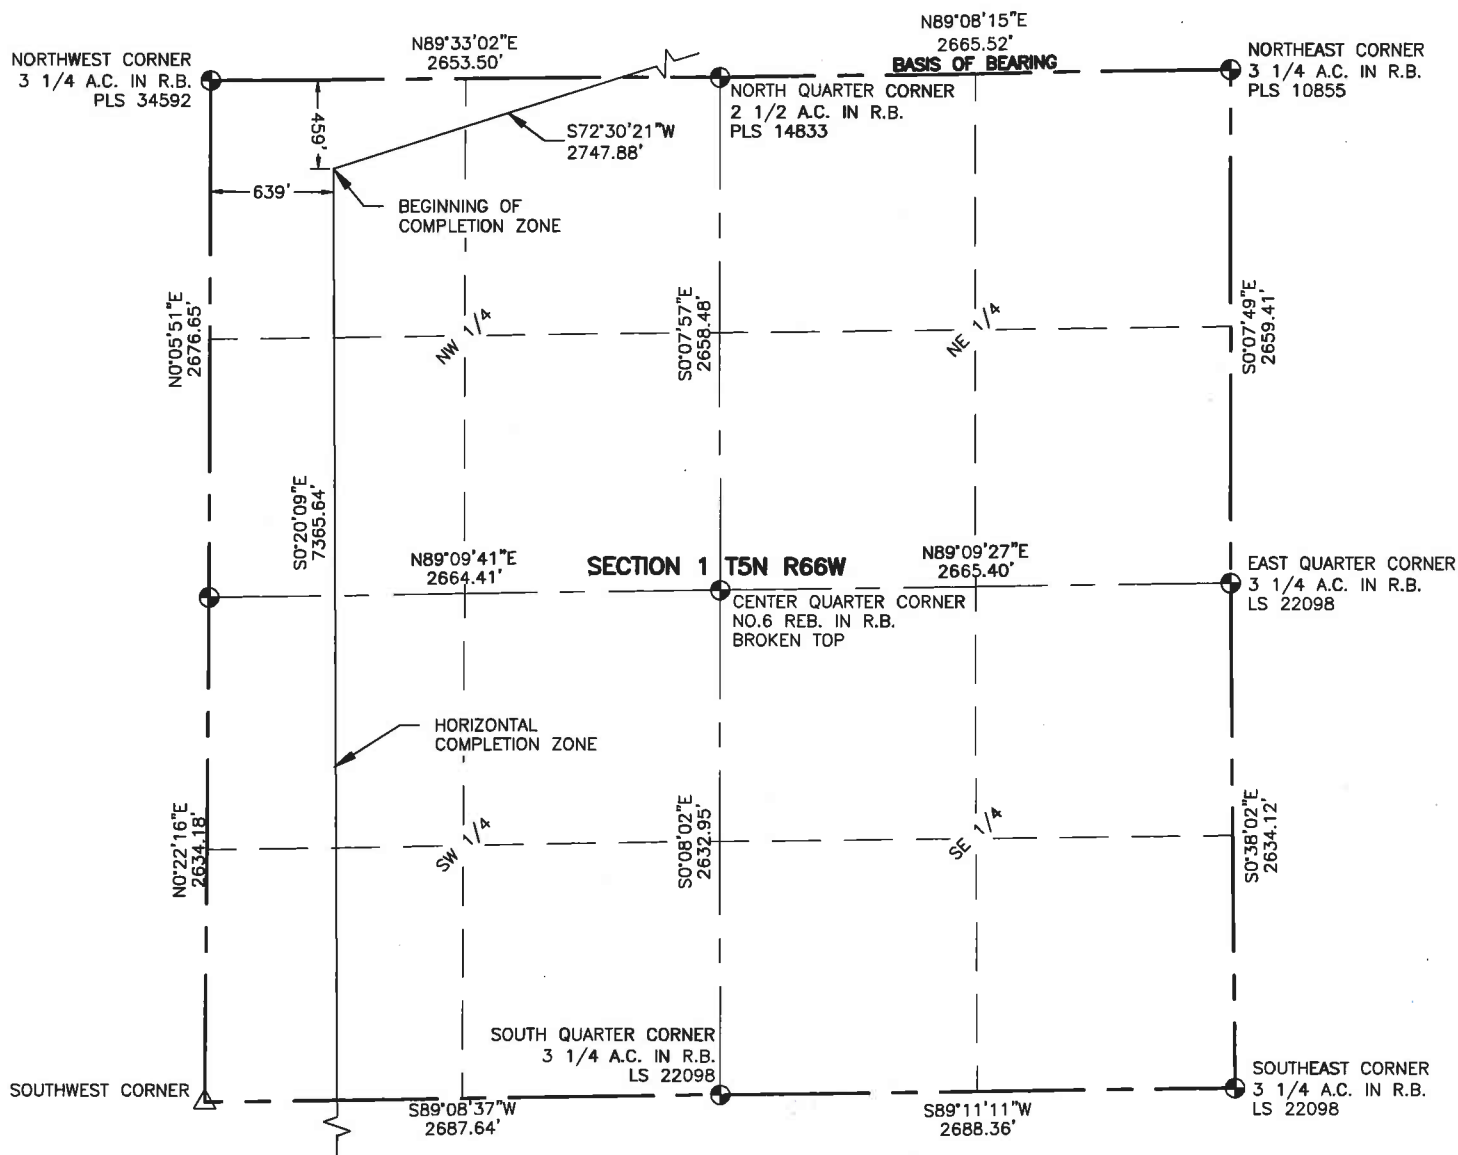 N89°33'02"E
2653.50'
N89°08'15"E
2665.52'
BASIS OF BEARING
NORTHWEST CORNER
3 1/4 A.C. IN R.B.
PLS 34592
NORTHEAST CORNER
3 1/4 A.C. IN R.B.
PLS 10855
NORTH QUARTER CORNER
2 1/2 A.C. IN R.B.
PLS 14833
459'
S72°30'21"W
2747.88'
639'
BEGINNING OF
COMPLETION ZONE
N0°05'51"E
2676.65'
NW 1/4
S0°07'57"E
2658.48'
NE 1/4
S0°07'49"E
2659.41'
S0°20'09"E
7365.64'
N89°09'41"E
2664.41'
SECTION 1 T5N R66W
N89°09'27"E
2665.40'
EAST QUARTER CORNER
3 1/4 A.C. IN R.B.
LS 22098
CENTER QUARTER CORNER
NO.6 REB. IN R.B.
BROKEN TOP
HORIZONTAL
COMPLETION ZONE
N0°22'16"E
2634.18'
SW 1/4
S0°08'02"E
2632.95'
SE 1/4
S0°38'02"E
2634.12'
SOUTH QUARTER CORNER
3 1/4 A.C. IN R.B.
LS 22098
SOUTHWEST CORNER
S89°08'37"W
2687.64'
S89°11'11"W
2688.36'
SOUTHEAST CORNER
3 1/4 A.C. IN R.B.
LS 22098